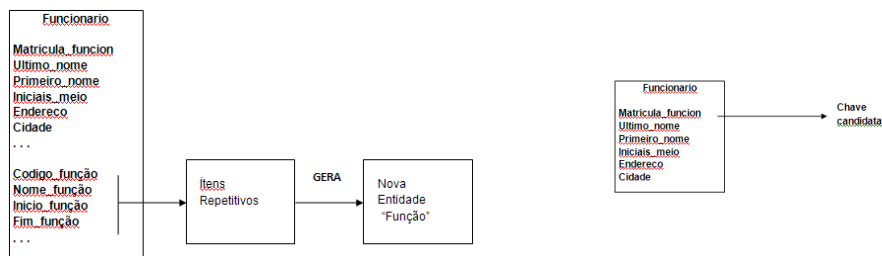 Funcionario
Matricula_funcion
Ultimo_nome
Primeiro_nome
Iniciais_meio
Endereco
Cidade
...
Codigo_função
Nome_função
Inicio_função
Fim_função
...
Ítens
Repetitivos
GERA
Nova
Entidade
"Função"
Funcionario
Matricula_funcion
Ultimo_nome
Primeiro_nome
Iniciais_meio
Endereco
Cidade
Chave
candidata